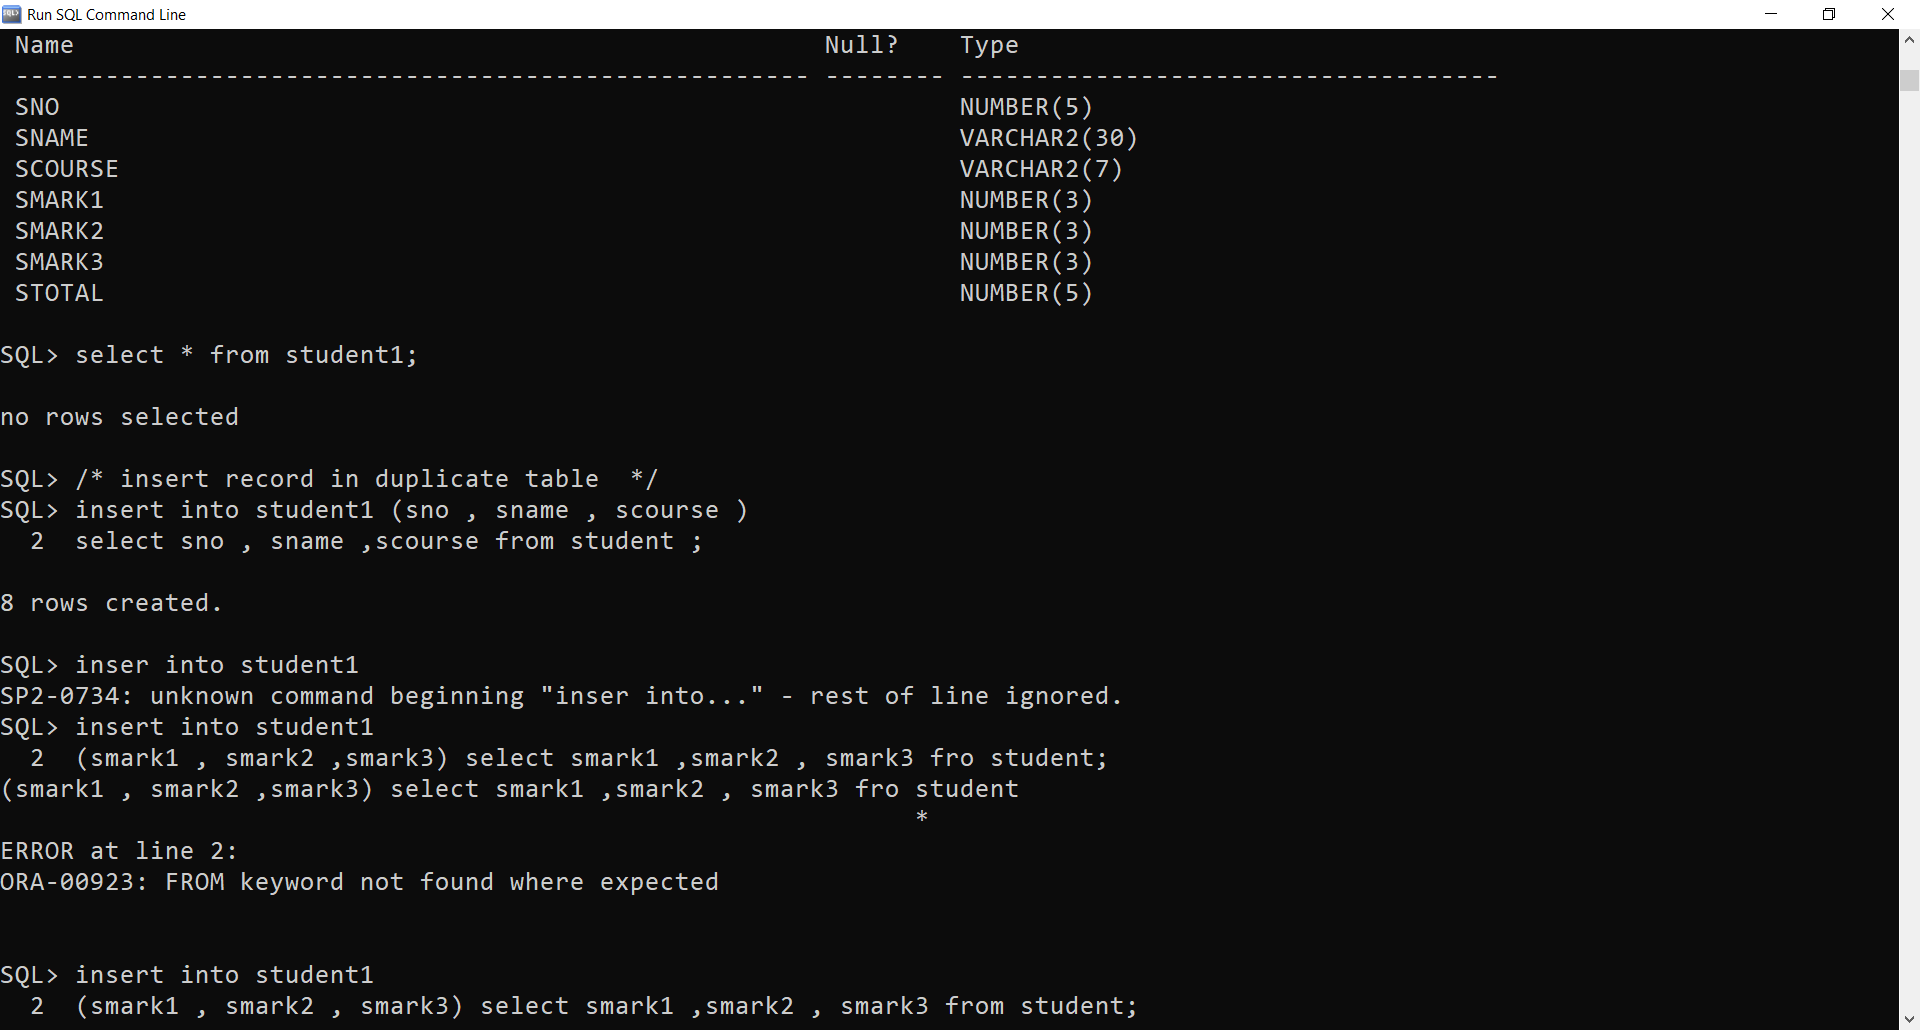 Run SQL Command Line
Name Null? Type
----------------------------------------------------- -------- ------------------------------------
SNO NUMBER(5)
SNAME VARCHAR2(30)
SCOURSE VARCHAR2(7)
SMARK1 NUMBER(3)
SMARK2 NUMBER(3)
SMARK3 NUMBER(3)
STOTAL NUMBER(5)
SQL> select * from student1;
no rows selected
SQL> /* insert record in duplicate table  */
SQL> insert into student1 (sno , sname , scourse )
  2  select sno , sname ,scourse from student ;
8 rows created.
SQL> inser into student1
SP2-0734: unknown command beginning "inser into..." - rest of line ignored.
SQL> insert into student1
  2  (smark1 , smark2 ,smark3) select smark1 ,smark2 , smark3 fro student;
(smark1 , smark2 ,smark3) select smark1 ,smark2 , smark3 fro student
*
ERROR at line 2:
ORA-00923: FROM keyword not found where expected
SQL> insert into student1
  2  (smark1 , smark2 , smark3) select smark1 ,smark2 , smark3 from student;